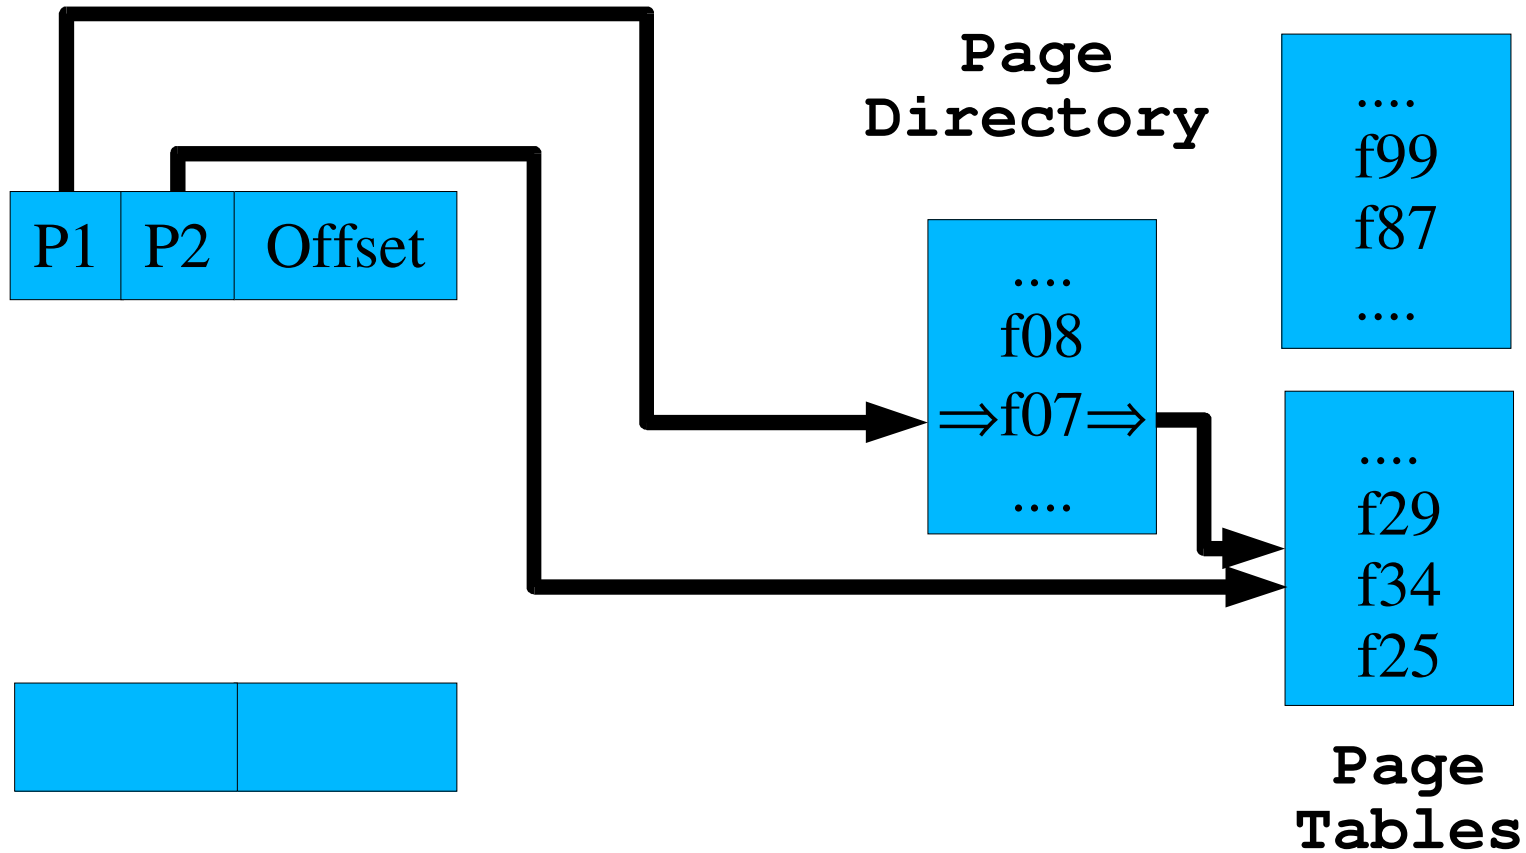 Page
Directory
P1 P2 Offset
....
f08
⇒f07⇒
....
....
f99
f87
....
....
f29
f34
f25
Page
Tables